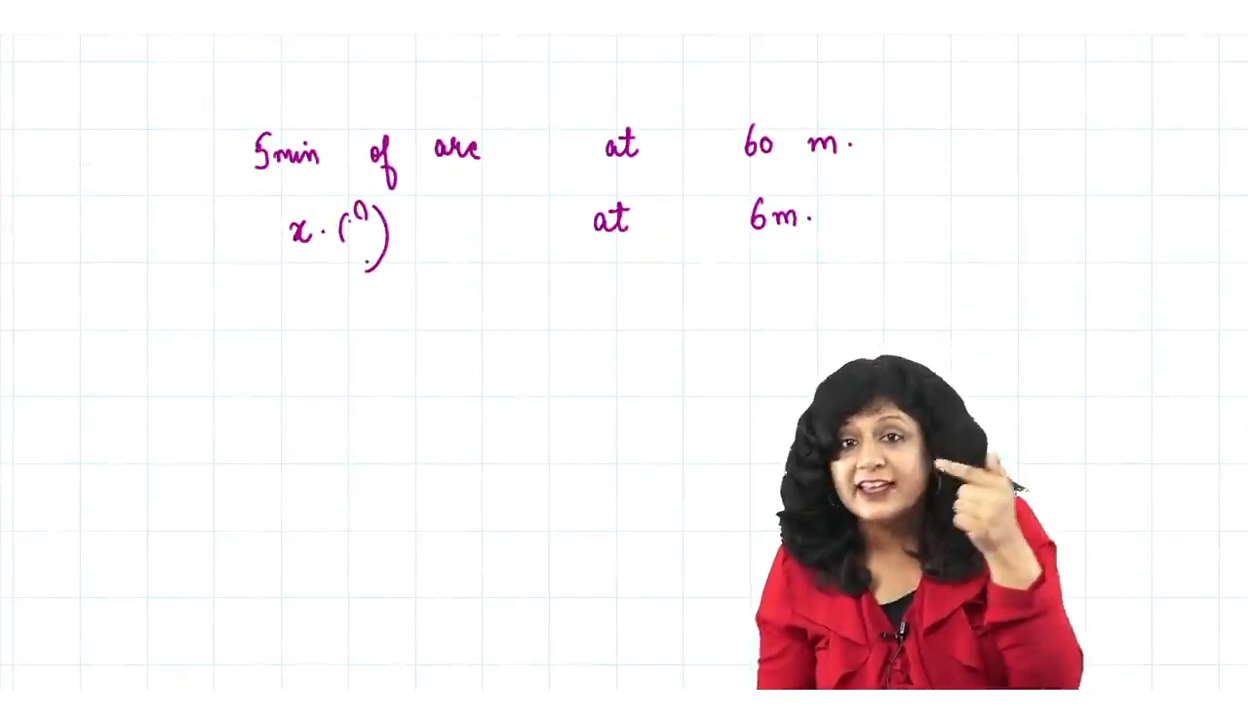 5min of arc at 60 m.
x. (?) at 6m.